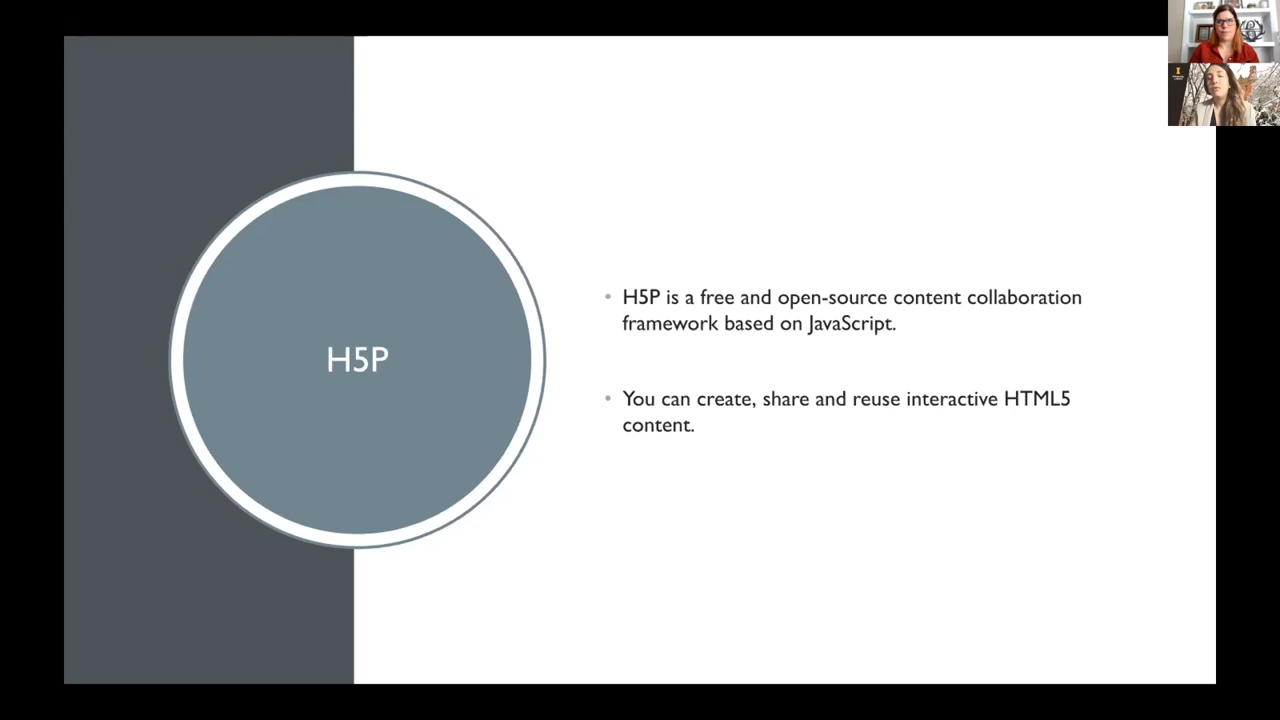 H5P
• H5P is a free and open-source content collaboration
framework based on JavaScript.
• You can create, share and reuse interactive HTML5
content.